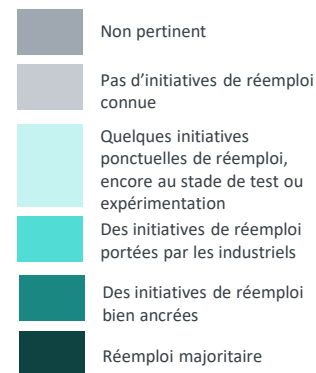 Non pertinent
Pas d'initiatives de réemploi
connue
Quelques initiatives
ponctuelles de réemploi,
encore au stade de test ou
expérimentation
Des initiatives de réemploi
portées par les industriels
Des initiatives de réemploi
bien ancrées
Réemploi majoritaire